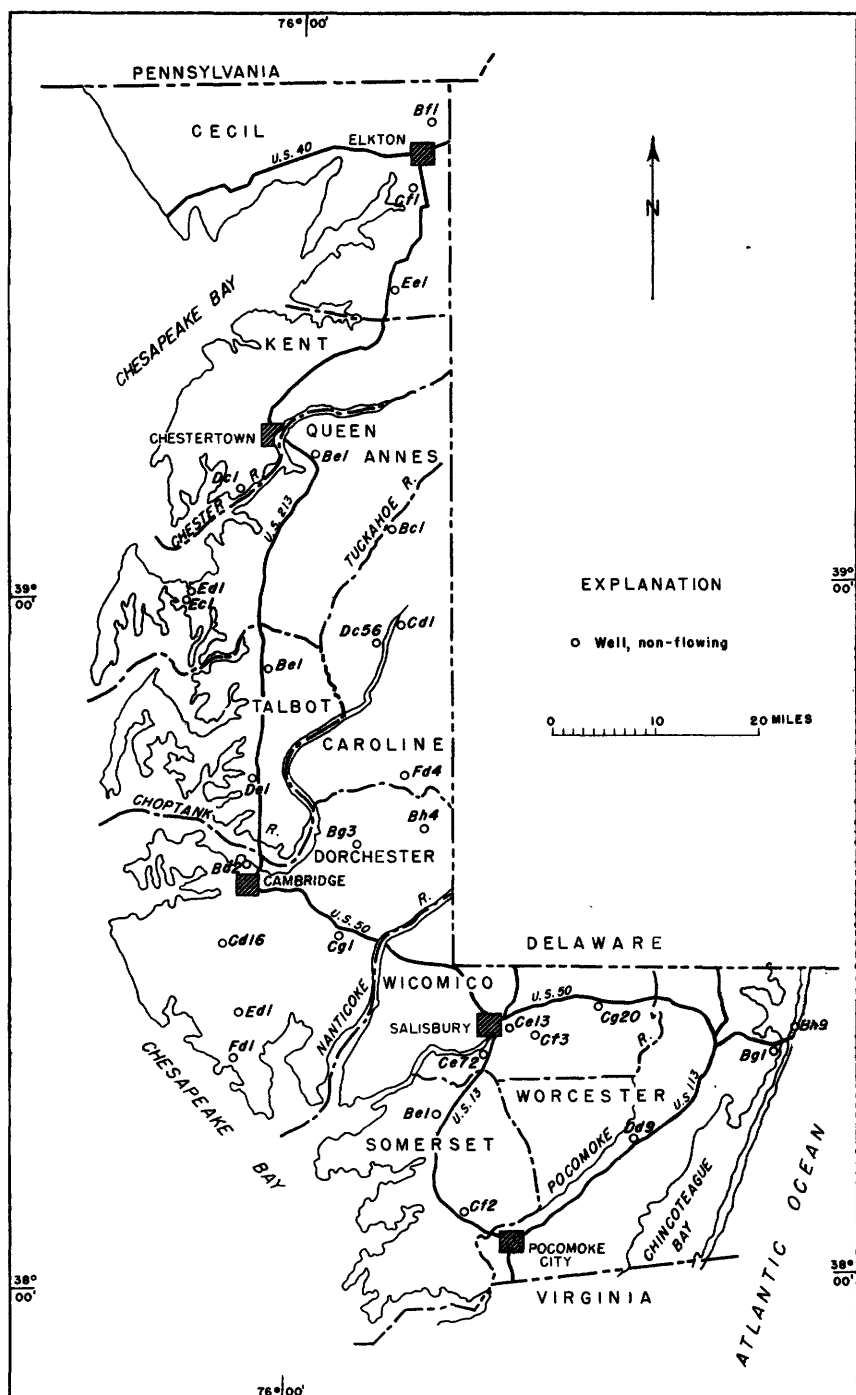 76° 00'
PENNSYLVANIA
Bf1
CECIL
ELKTON
U.S. 40
Cf1
N
Ee1
CHESAPEAKE BAY
KENT
CHESTERTOWN
QUEEN
ANNES
Be1
Dc1
CHESTER R.
U.S. 213
TUCKAHOE R.
Bc1
39° 00'
39° 00'
EXPLANATION
Ed1
Ec1
Cd1
Dc56
Well, non-flowing
Be1
TALBOT
0 10 20 MILES
CAROLINE
De1
Fd4
CHOPTANK R.
Bh4
Bg3
DORCHESTER
Bd2
CAMBRIDGE
U.S. 50
R.
Cd16
Cg1
DELAWARE
NANTICOKE
WICOMICO
U.S. 50
Ed1
SALISBURY
Ce13
Cf3
Cg20
R.
Bh9
Bg1
Fd1
Ce72
CHESAPEAKE
BAY
WORCESTER
U.S. 113
Be1
U.S. 13
SOMERSET
Dd9
POCOMOKE
CHINCOTEAGUE
BAY
ATLANTIC OCEAN
Cf2
POCOMOKE
CITY
VIRGINIA
38° 00'
38° 00'
76° 00'